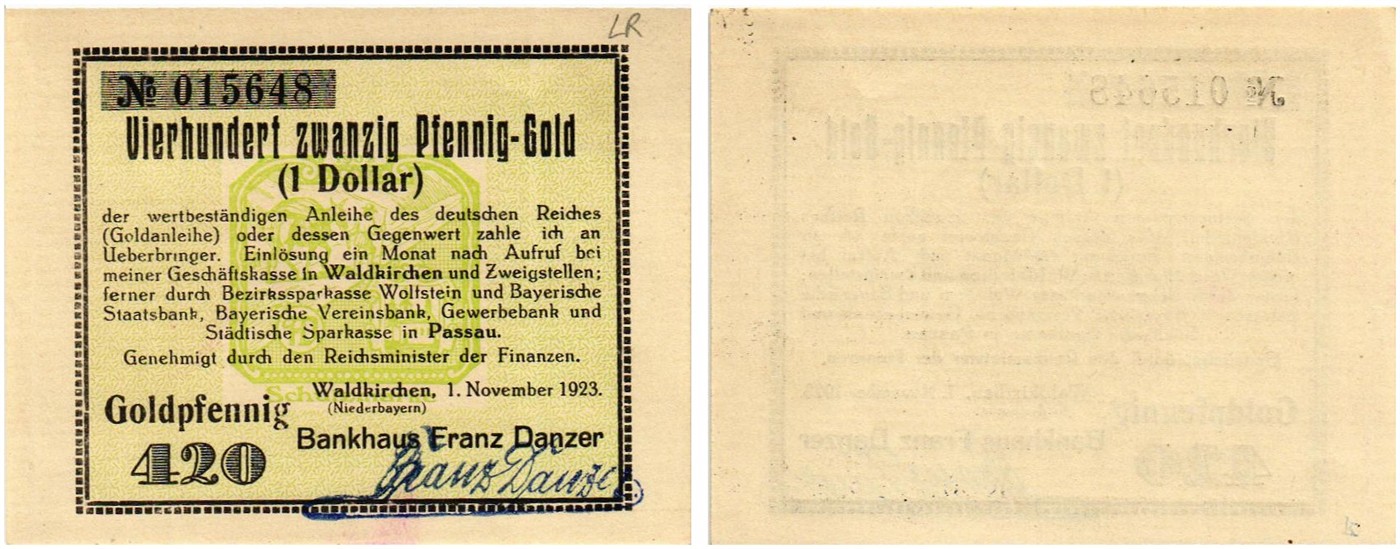 LR
№ 015648
Vierhundert zwanzig Pfennig-Gold
(1 Dollar)
der wertbeständigen Anleihe des deutschen Reiches
(Goldanleihe) oder dessen Gegenwert zahle ich an
Ueberbringer. Einlösung ein Monat nach Aufruf bei
meiner Geschäftskasse in Waldkirchen und Zweigstellen;
ferner durch Bezirkssparkasse Wolfstein und Bayerische
Staatsbank, Bayerische Vereinsbank, Gewerbebank und
Städtische Sparkasse in Passau.
Genehmigt durch den Reichsminister der Finanzen.
Waldkirchen, 1. November 1923.
(Niederbayern)
Goldpfennig
420
Bankhaus Franz Danzer
Franz Danzer